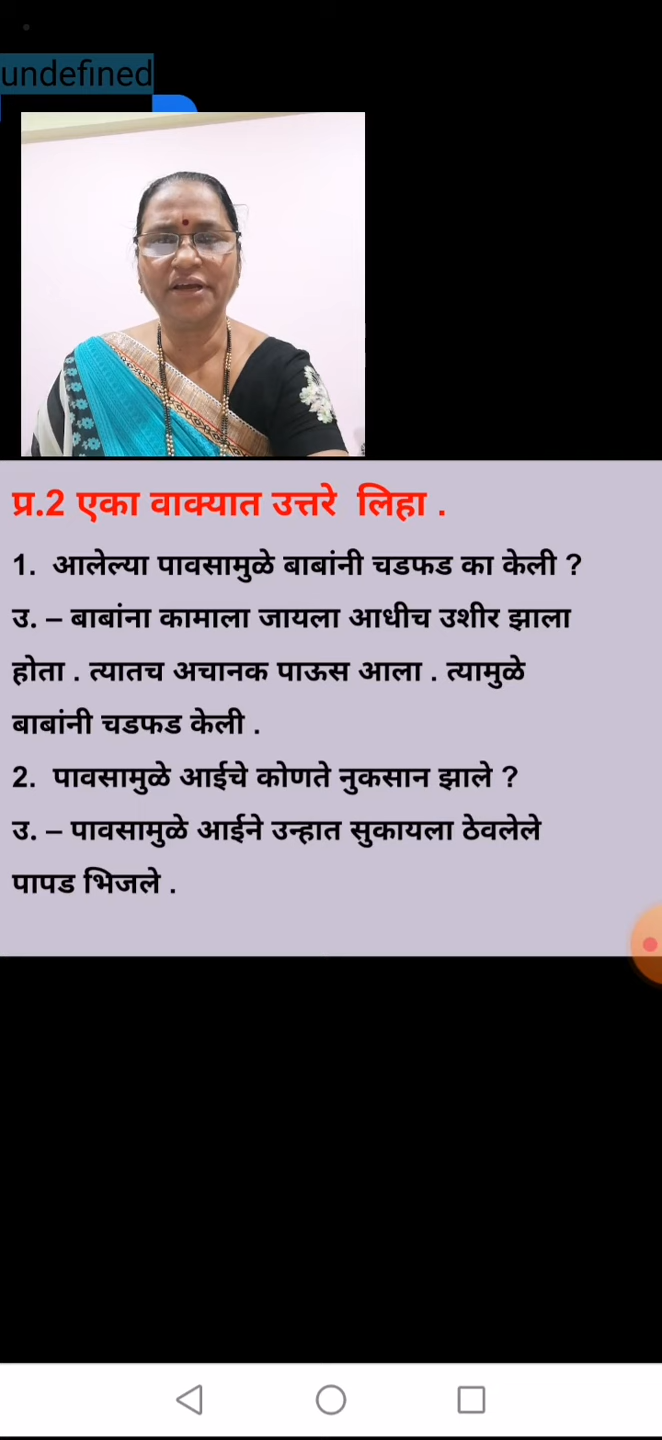 undefined
प्र.2 एका वाक्यात उत्तरे लिहा .
1. आलेल्या पावसामुळे बाबांनी चडफड का केली ?
उ. – बाबांना कामाला जायला आधीच उशीर झाला
होता . त्यातच अचानक पाऊस आला . त्यामुळे
बाबांनी चडफड केली .
2. पावसामुळे आईचे कोणते नुकसान झाले ?
उ. – पावसामुळे आईने उन्हात सुकायला ठेवलेले
पापड भिजले .